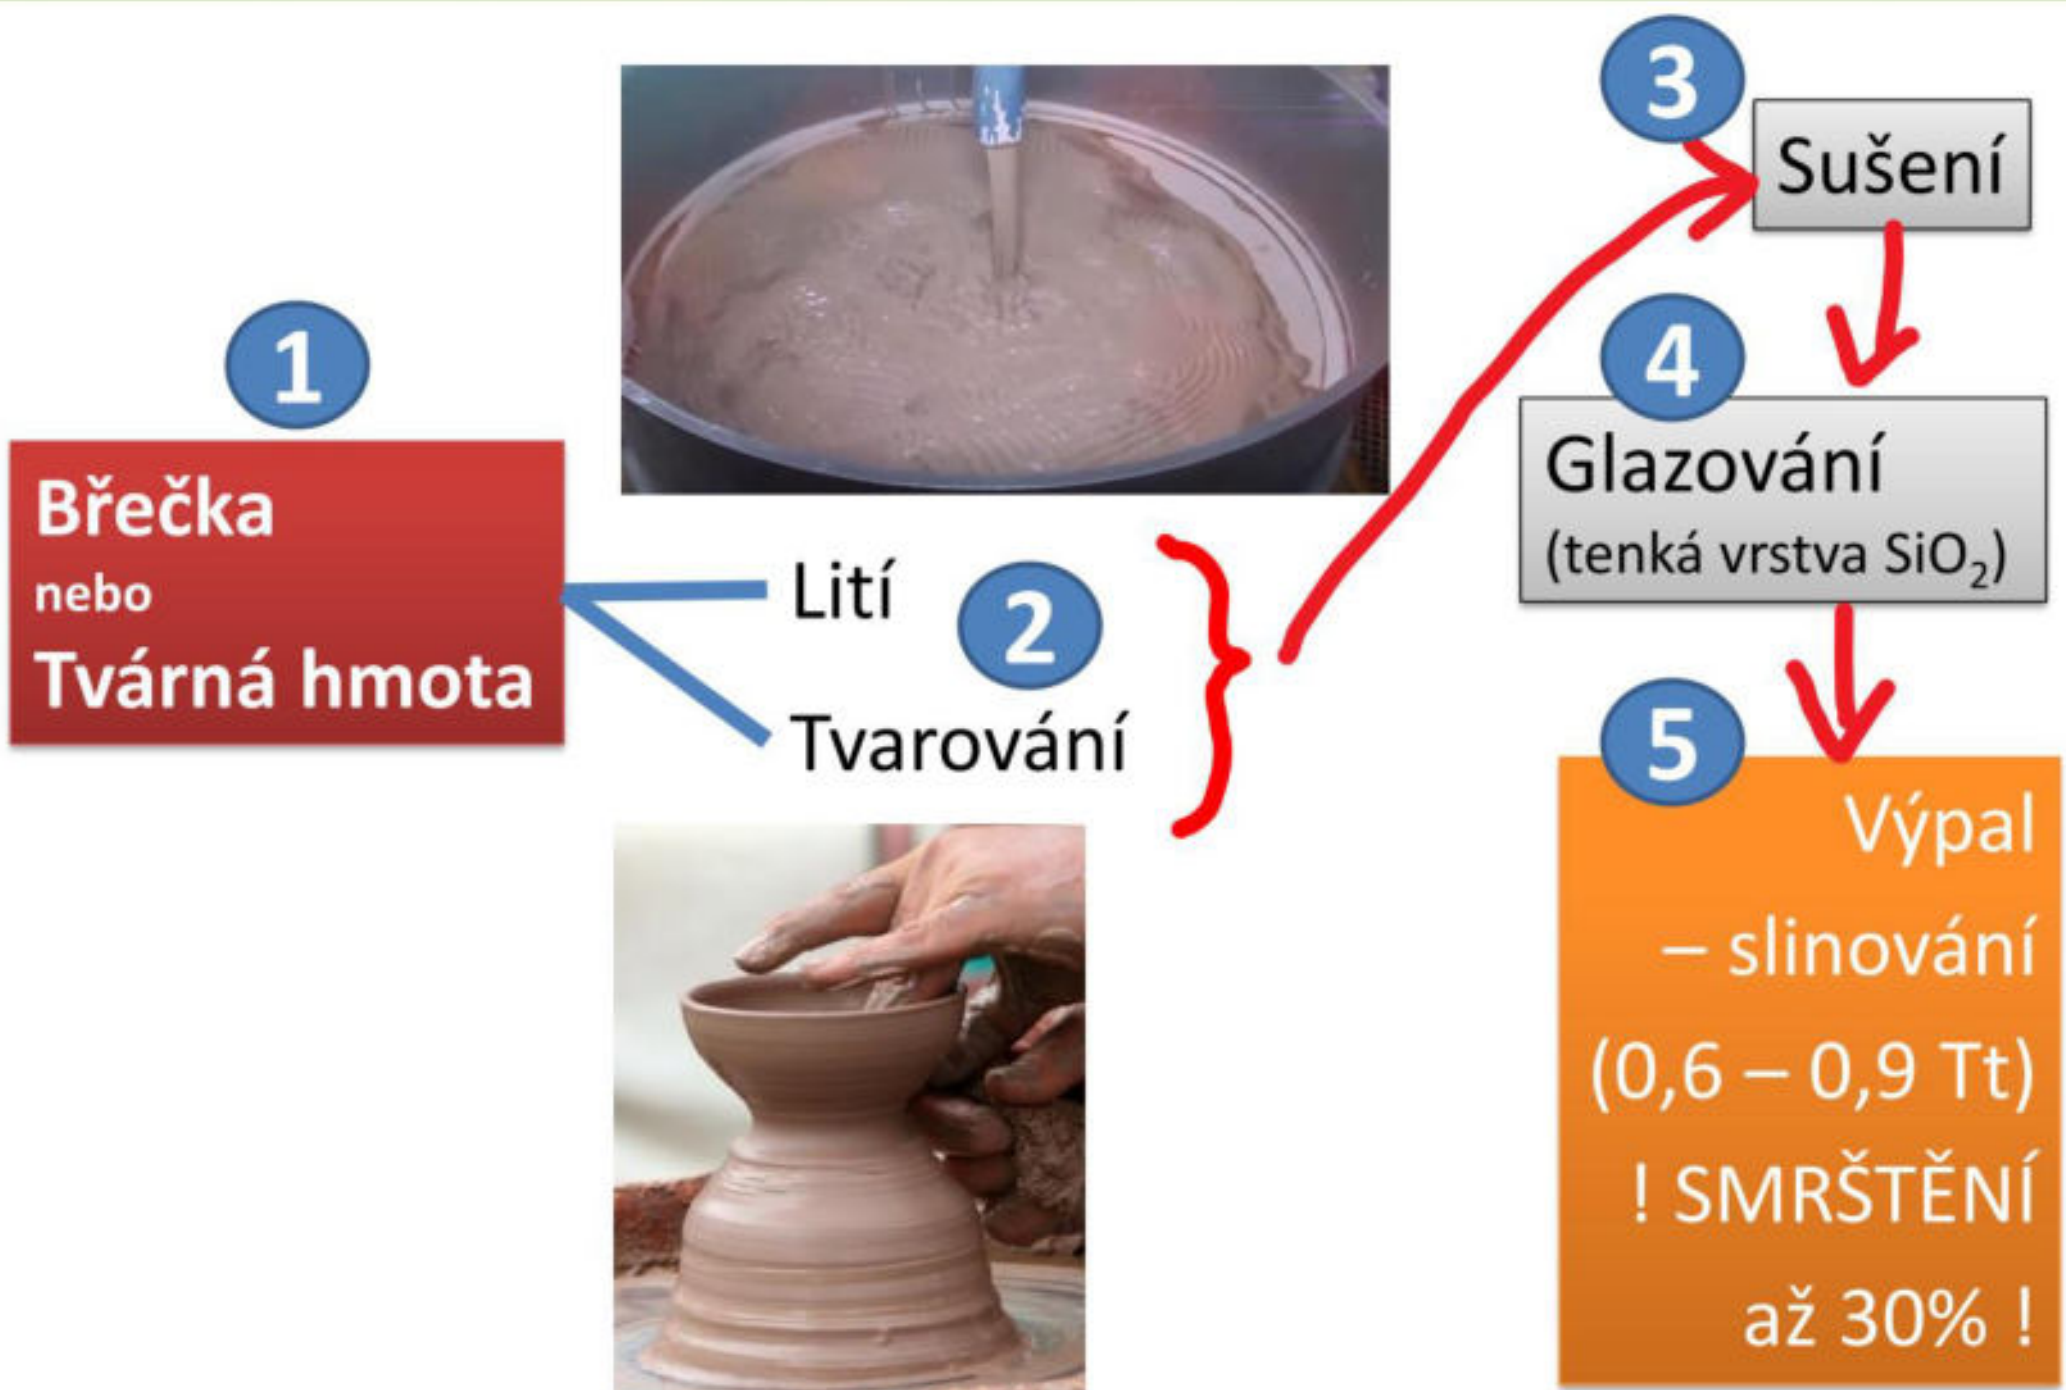 1
Břečka
nebo
Tvárná hmota
Lití
2
Tvarování
3
Sušení
4
Glazování
(tenká vrstva SiO₂)
5
Výpal
– slinování
(0,6 – 0,9 Tt)
! SMRŠTĚNÍ
až 30% !